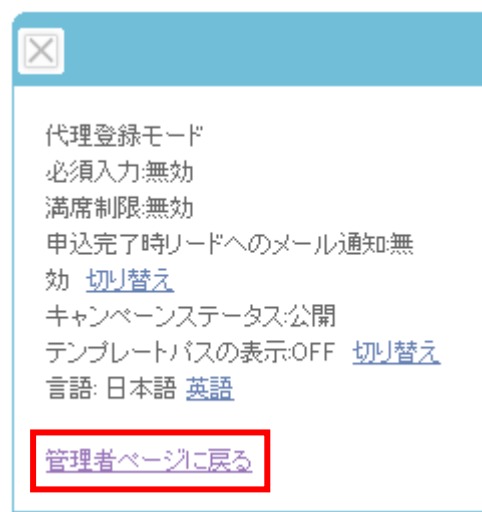 代理登録モード
必須入力:無効
満席制限:無効
申込完了時リードへのメール通知:無
効 切り替え
キャンペーンステータス:公開
テンプレートパスの表示:OFF 切り替え
言語: 日本語 英語
管理者ページに戻る